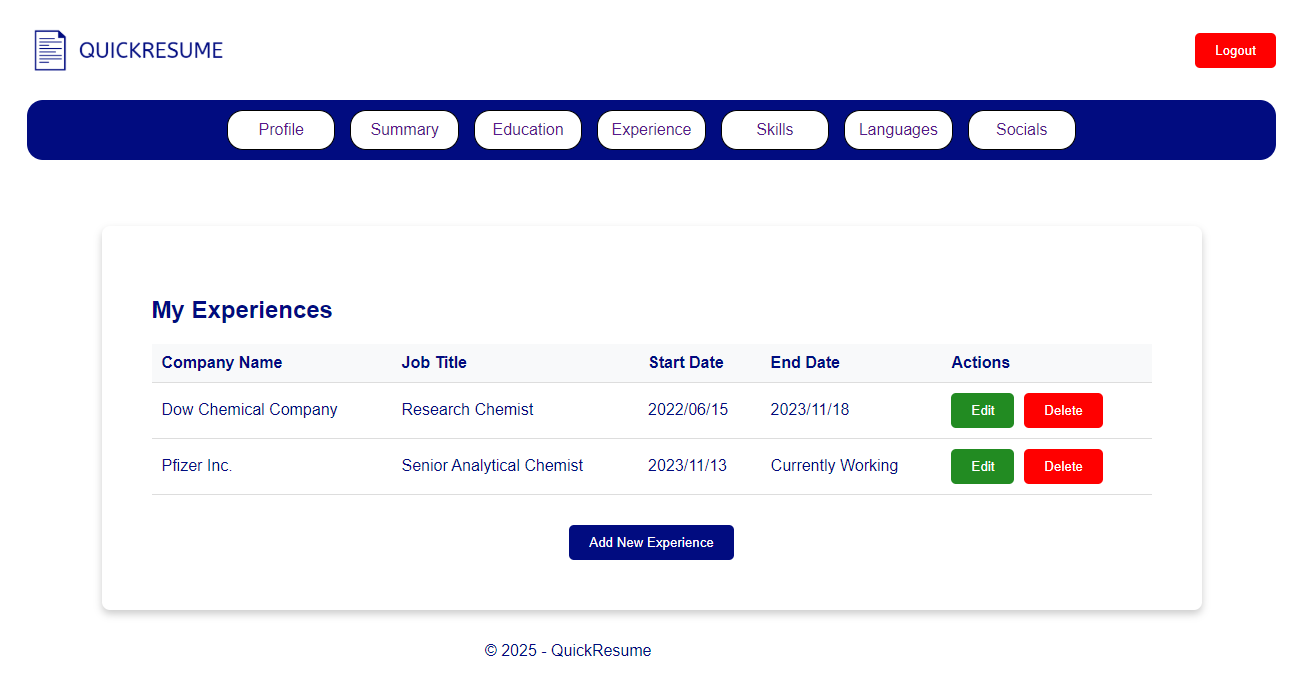 QUICKRESUME
Logout
Profile Summary Education Experience Skills Languages Socials
My Experiences
Company Name Job Title Start Date End Date Actions
Dow Chemical Company Research Chemist 2022/06/15 2023/11/18 Edit Delete
Pfizer Inc. Senior Analytical Chemist 2023/11/13 Currently Working Edit Delete
Add New Experience
© 2025 - QuickResume